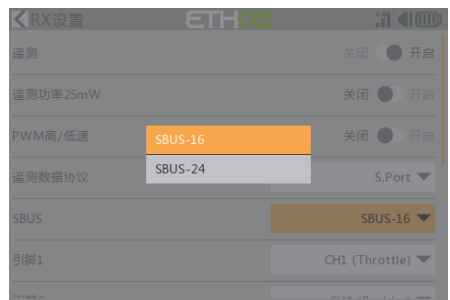 RX设置 ETHOS
遥测 关闭 开启
遥测功率25mW 关闭 开启
PWM高/低速 关闭 开启
SBUS-16
SBUS-24
遥测数据协议 S.Port
SBUS SBUS-16
引脚1 CH1 (Throttle)